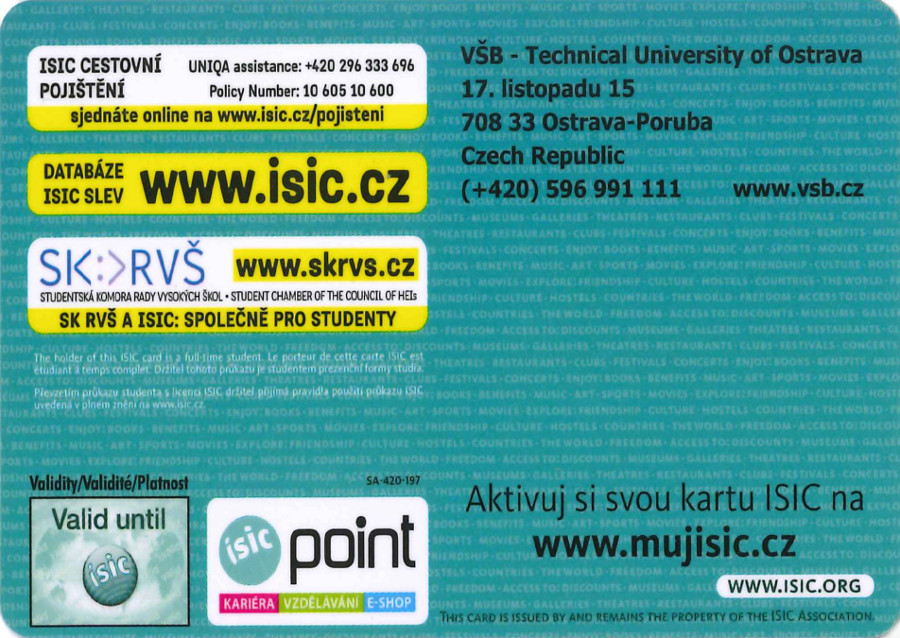 ISIC CESTOVNÍ
POJIŠTĚNÍ
UNIQA assistance: +420 296 333 696
Policy Number: 10 605 10 600
sjednáte online na www.isic.cz/pojisteni
DATABÁZE
ISIC SLEV
www.isic.cz
SK:>RVŠ
www.skrvs.cz
STUDENTSKÁ KOMORA RADY VYSOKÝCH ŠKOL • STUDENT CHAMBER OF THE COUNCIL OF HEIs
SK RVŠ A ISIC: SPOLEČNĚ PRO STUDENTY
The holder of this ISIC card is a full-time student. Le porteur de cette carte ISIC est
étudiant à temps complet. Držitel tohoto průkazu je studentem prezenční formy studia.
Převzetím průkazu studenta s licencí ISIC držitel přijímá pravidla použití průkazu ISIC
uvedená v plném znění na www.isic.cz.
VŠB - Technical University of Ostrava
17. listopadu 15
708 33 Ostrava-Poruba
Czech Republic
(+420) 596 991 111 www.vsb.cz
Validity/Validité/Platnost
SA-420-197
Valid until
isic
isic point
KARIÉRA VZDĚLÁVÁNÍ E-SHOP
Aktivuj si svou kartu ISIC na
www.mujisic.cz
WWW.ISIC.ORG
THIS CARD IS ISSUED BY AND REMAINS THE PROPERTY OF THE ISIC ASSOCIATION.